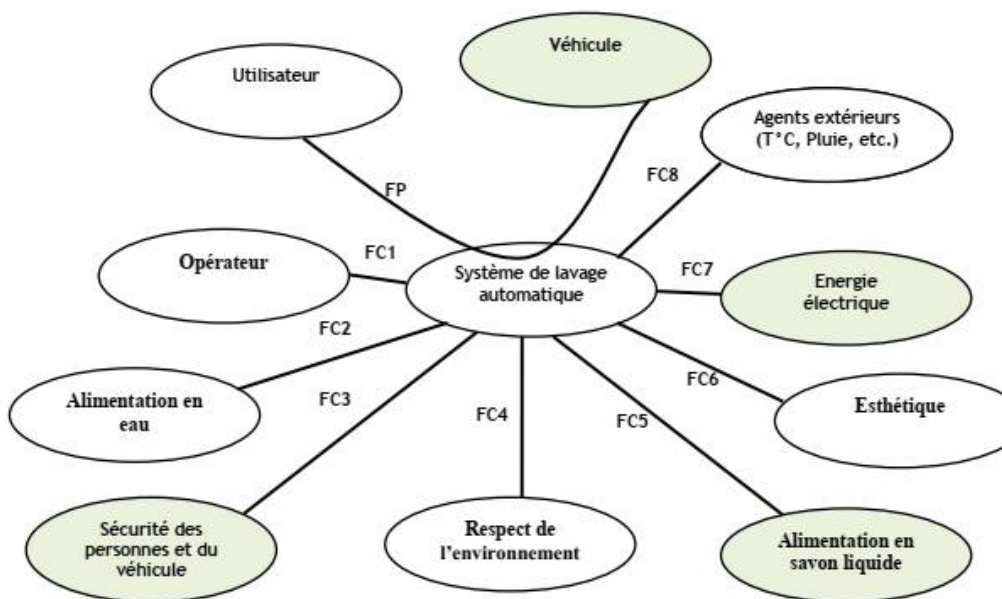 Véhicule
Utilisateur
Agents extérieurs
(T°C, Pluie, etc.)
FC8
FP
FC1
Opérateur
Système de lavage
automatique
FC7
Energie
électrique
FC2
Alimentation en
eau
FC3
FC4
FC5
FC6
Esthétique
Sécurité des
personnes et du
véhicule
Respect de
l'environnement
Alimentation en
savon liquide